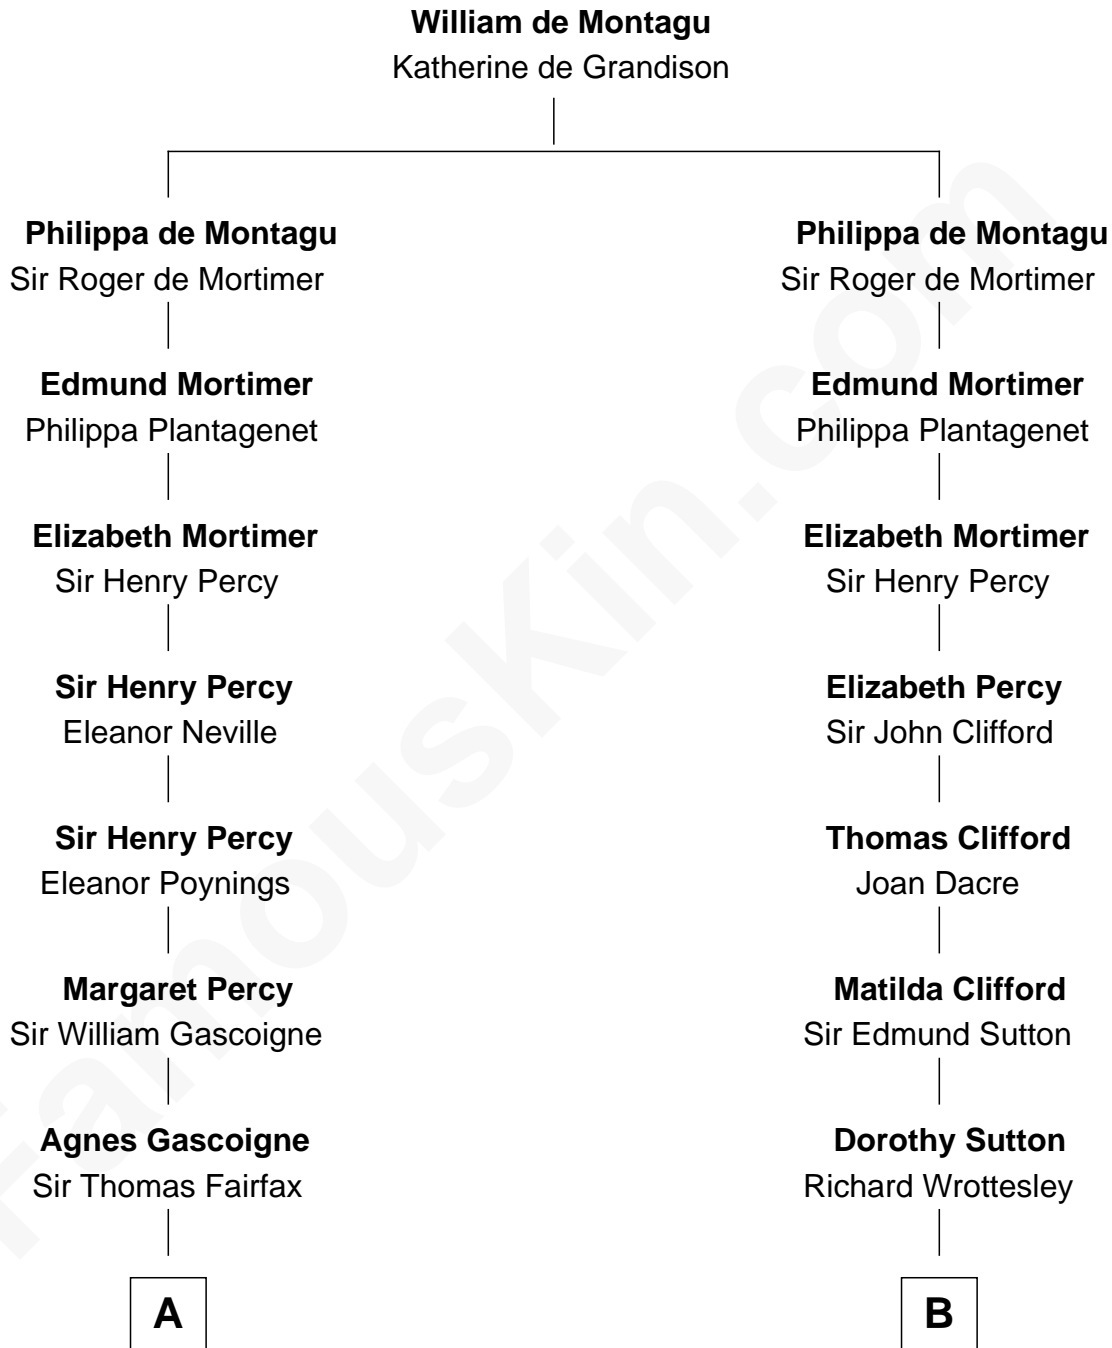 William de Montagu
Katherine de Grandison
Philippa de Montagu
Sir Roger de Mortimer
Philippa de Montagu
Sir Roger de Mortimer
Edmund Mortimer
Philippa Plantagenet
Edmund Mortimer
Philippa Plantagenet
Elizabeth Mortimer
Sir Henry Percy
Elizabeth Mortimer
Sir Henry Percy
Sir Henry Percy
Eleanor Neville
Elizabeth Percy
Sir John Clifford
Sir Henry Percy
Eleanor Poynings
Thomas Clifford
Joan Dacre
Margaret Percy
Sir William Gascoigne
Matilda Clifford
Sir Edmund Sutton
Agnes Gascoigne
Sir Thomas Fairfax
Dorothy Sutton
Richard Wrottesley
A
B
FamousKin.com